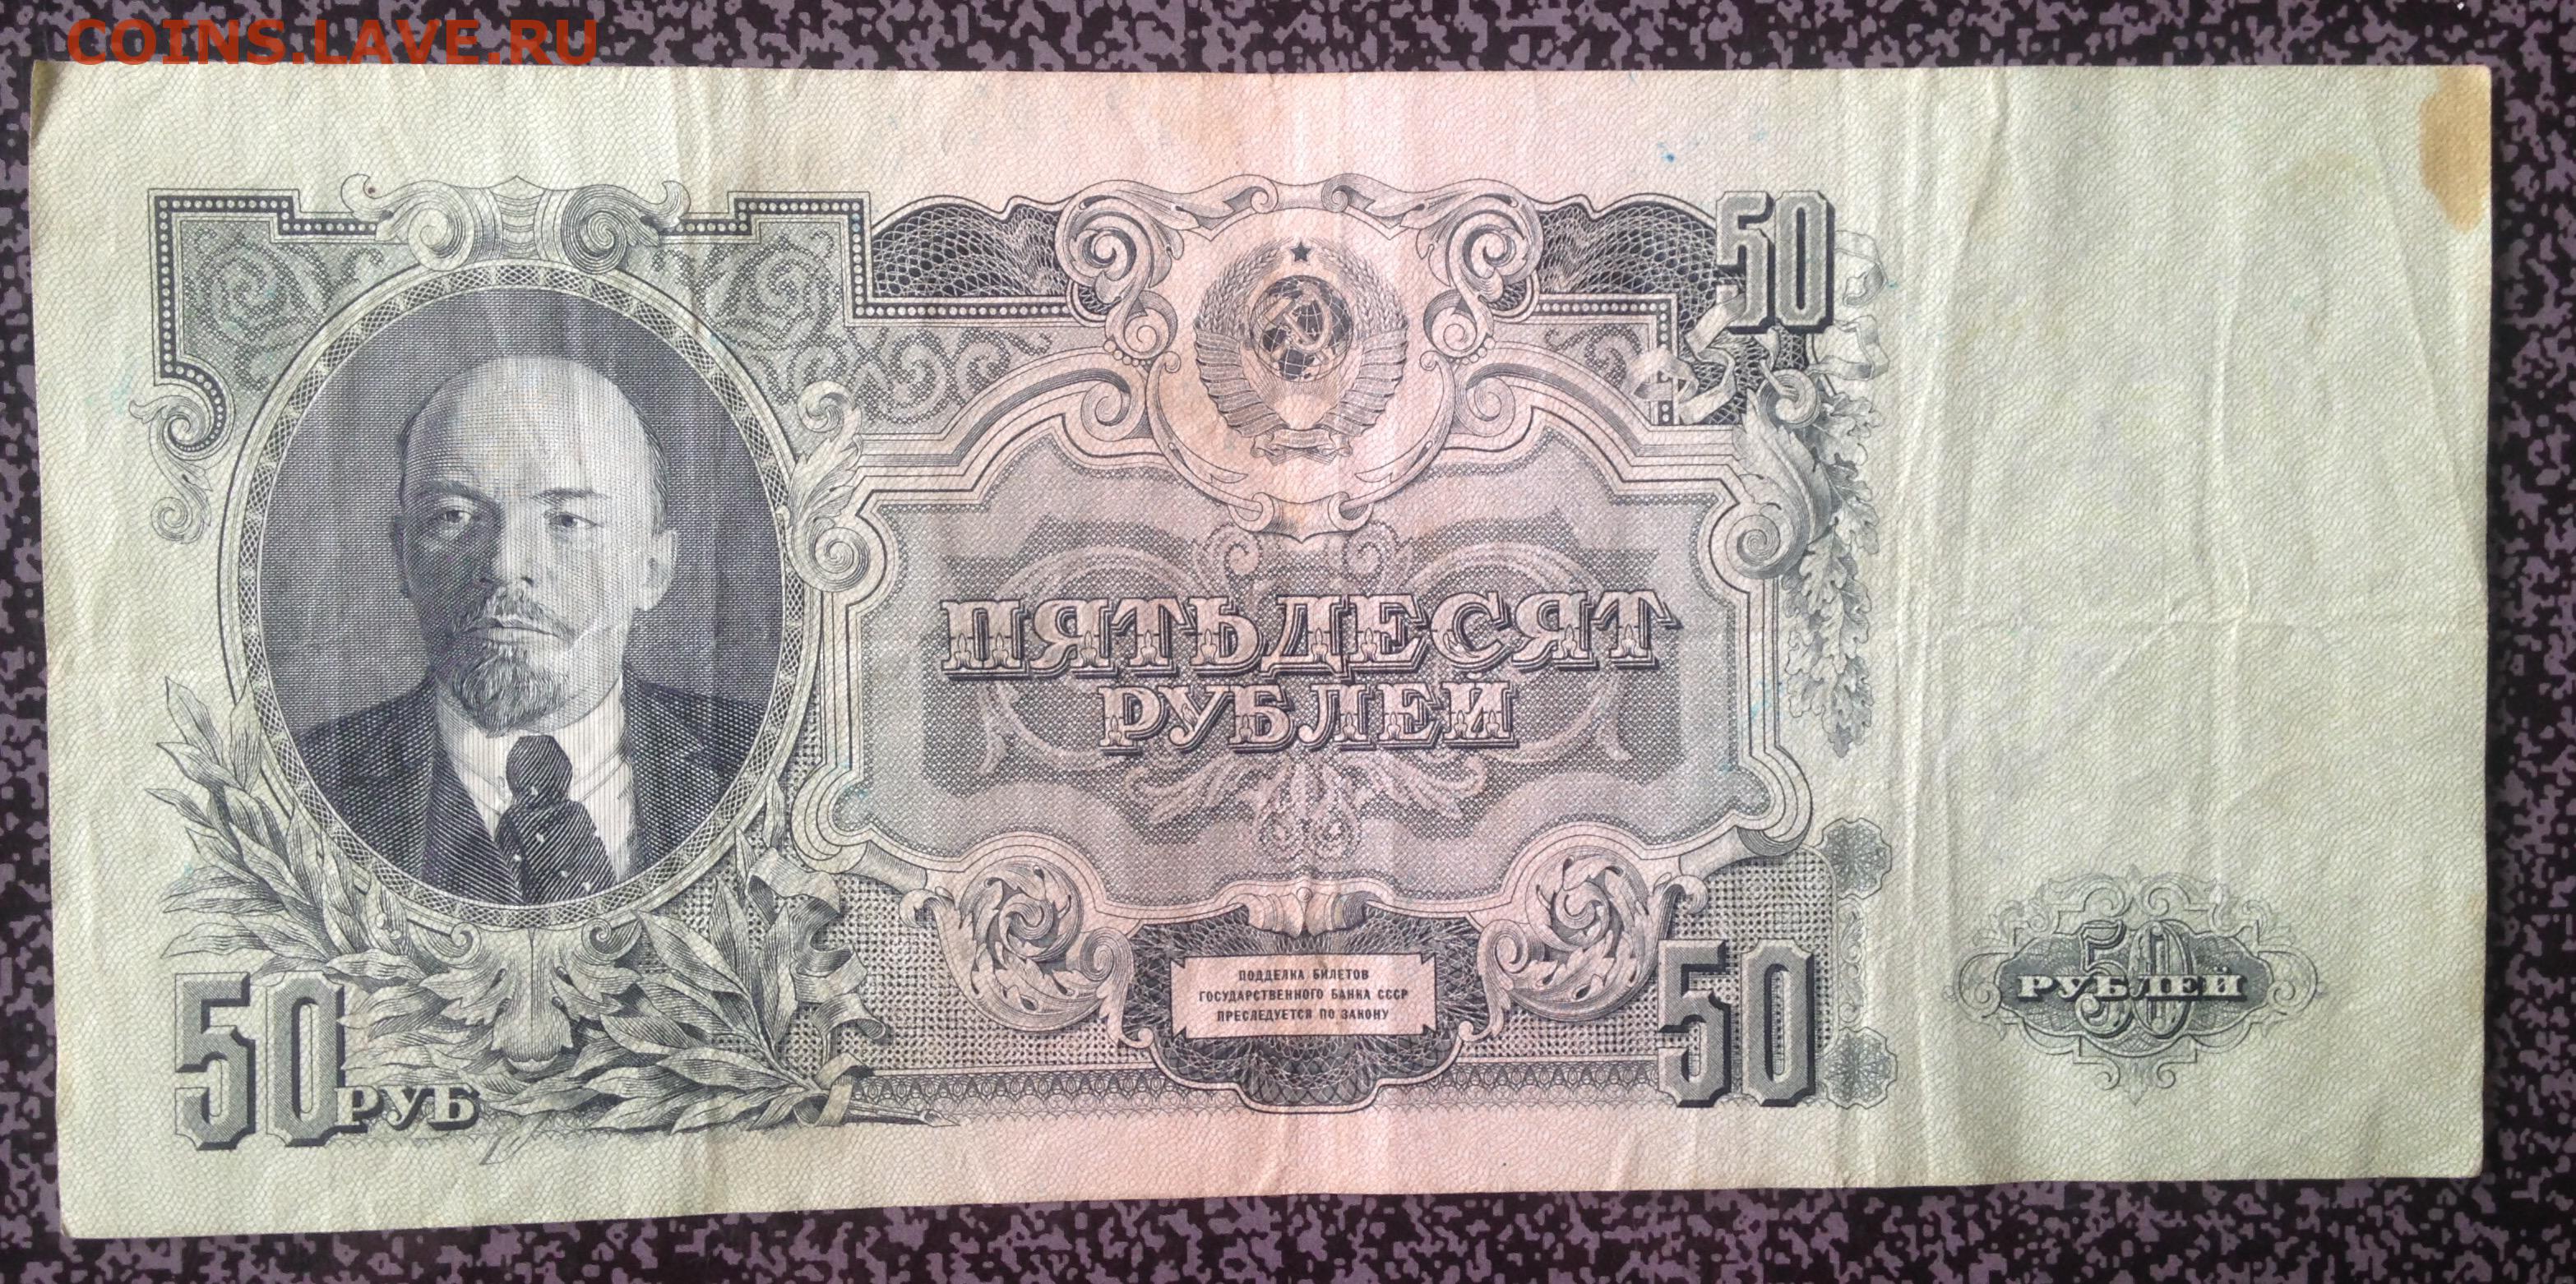 COINS.LAVE.RU
50
ПЯТЬДЕСЯТ
РУБЛЕЙ
ПОДДЕЛКА БИЛЕТОВ
ГОСУДАРСТВЕННОГО БАНКА СССР
ПРЕСЛЕДУЕТСЯ ПО ЗАКОНУ
50 РУБ
50
50
РУБЛЕЙ